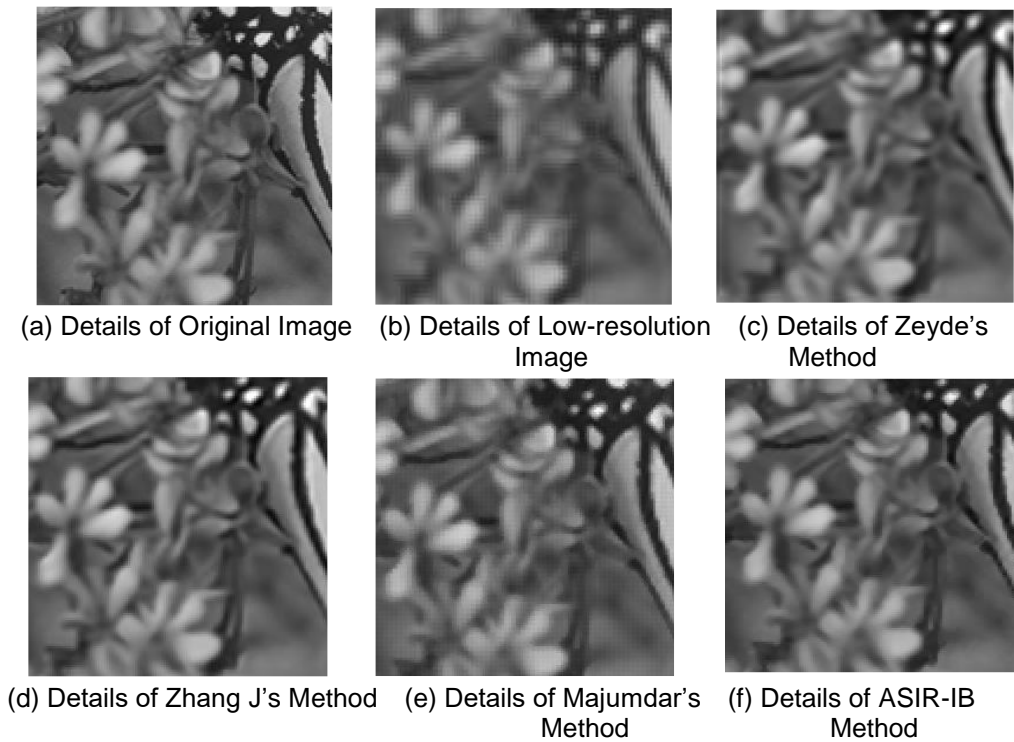 (a) Details of Original Image
(b) Details of Low-resolution
Image
(c) Details of Zeyde's
Method
(d) Details of Zhang J's Method
(e) Details of Majumdar's
Method
(f) Details of ASIR-IB
Method